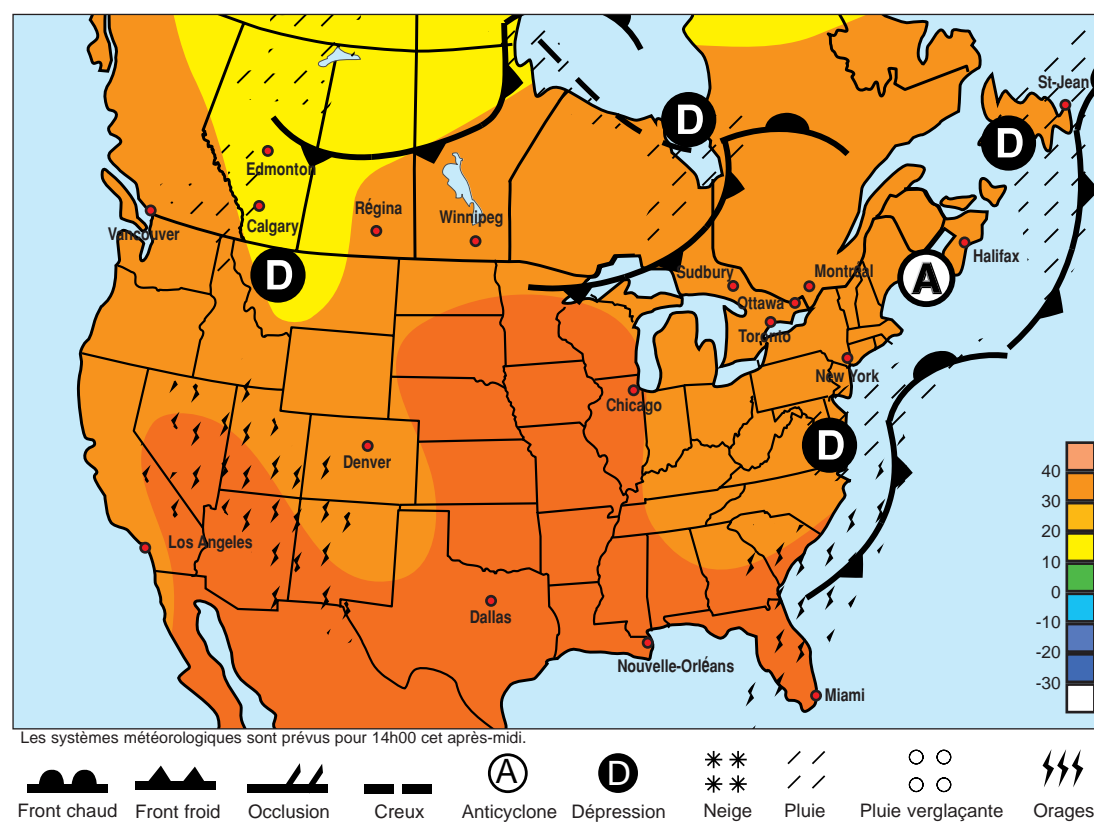 D
St-Jean
D
Edmonton
Calgary
Régina
Winnipeg
Vancouver
Halifax
D
A
Sudbury
Montréal
Ottawa
Toronto
New York
Chicago
D
Denver
40
30
20
10
0
-10
-20
-30
Los Angeles
Dallas
Nouvelle-Orléans
Miami
Les systèmes météorologiques sont prévus pour 14h00 cet après-midi.
A D
Front chaud Front froid Occlusion Creux Anticyclone Dépression Neige Pluie Pluie verglaçante Orages